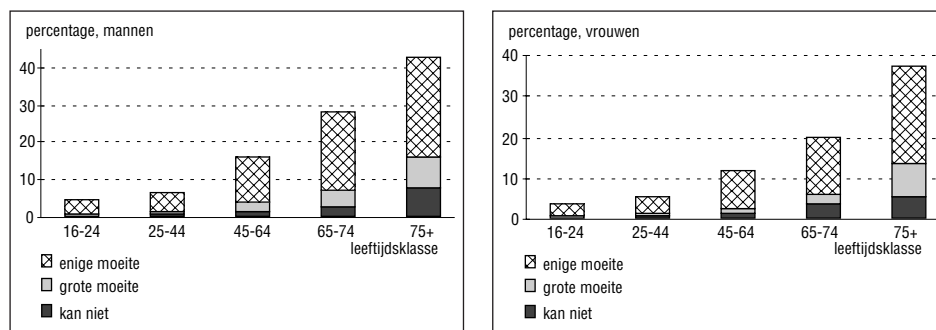 percentage, mannen
40
30
20
10
0
16-24 25-44 45-64 65-74 75+
leeftijdsklasse
enige moeite
grote moeite
kan niet
percentage, vrouwen
40
30
20
10
0
16-24 25-44 45-64 65-74 75+
leeftijdsklasse
enige moeite
grote moeite
kan niet